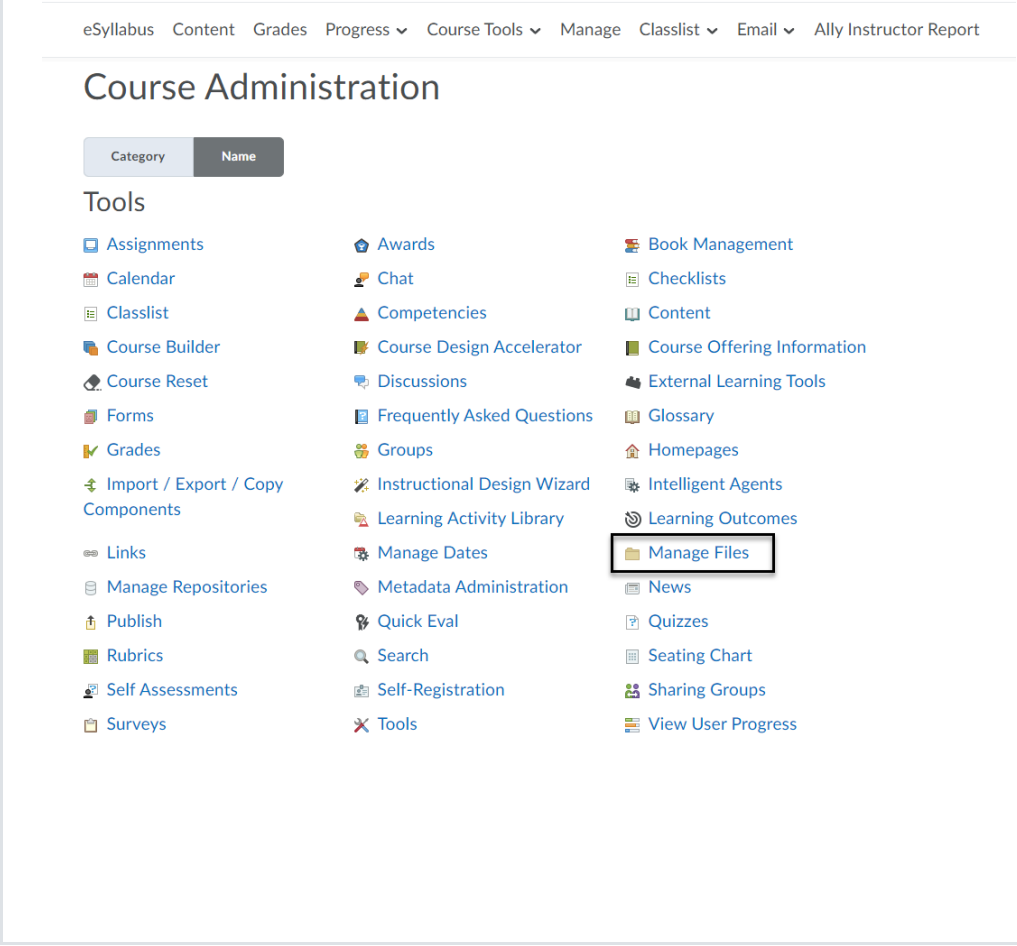 eSyllabus Content Grades Progress Course Tools Manage Classlist Email Ally Instructor Report
Course Administration
Category Name
Tools
Assignments Awards Book Management
Calendar Chat Checklists
Classlist Competencies Content
Course Builder Course Design Accelerator Course Offering Information
Course Reset Discussions External Learning Tools
Forms Frequently Asked Questions Glossary
Grades Groups Homepages
Import / Export / Copy Instructional Design Wizard Intelligent Agents
Components
Learning Activity Library Learning Outcomes
Links Manage Dates Manage Files
Manage Repositories Metadata Administration News
Publish Quick Eval Quizzes
Rubrics Search Seating Chart
Self Assessments Self-Registration Sharing Groups
Surveys Tools View User Progress